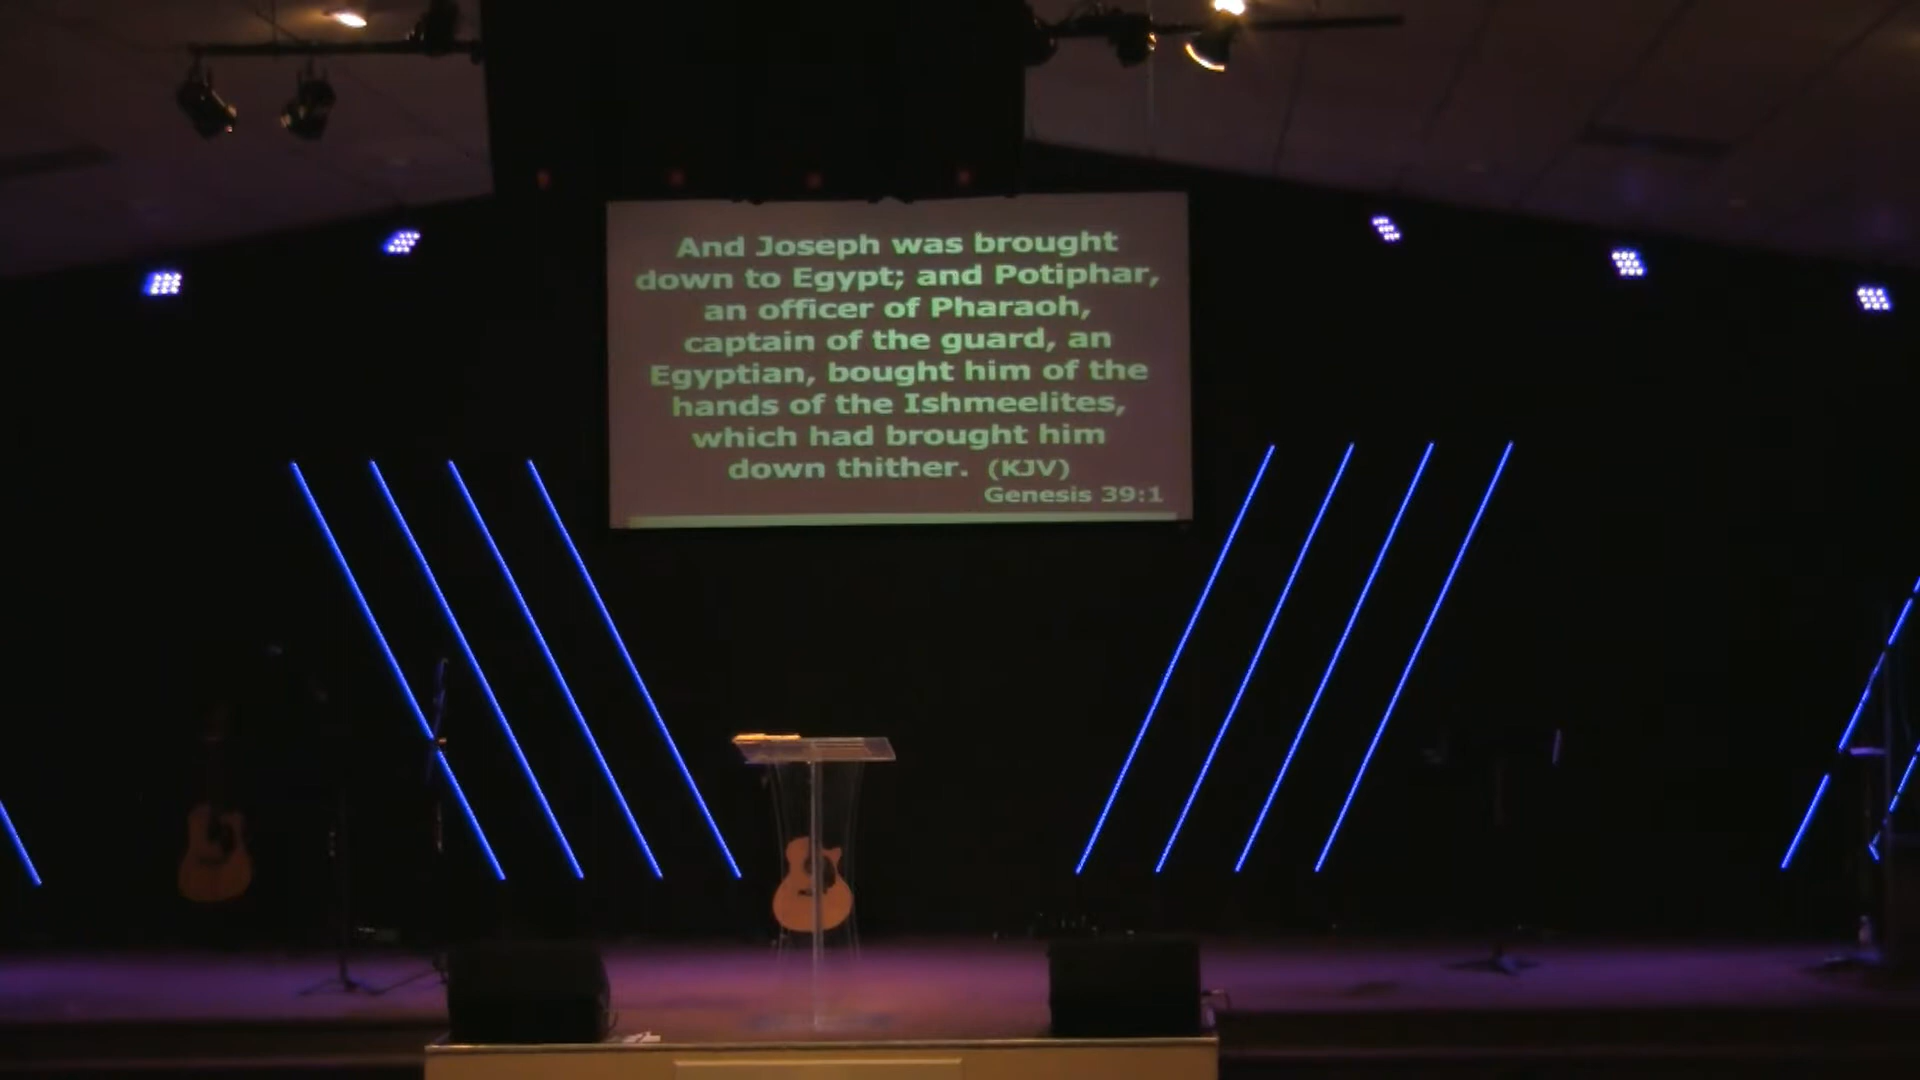 And Joseph was brought
down to Egypt; and Potiphar,
an officer of Pharaoh,
captain of the guard, an
Egyptian, bought him of the
hands of the Ishmeelites,
which had brought him
down thither. (KJV)
Genesis 39:1